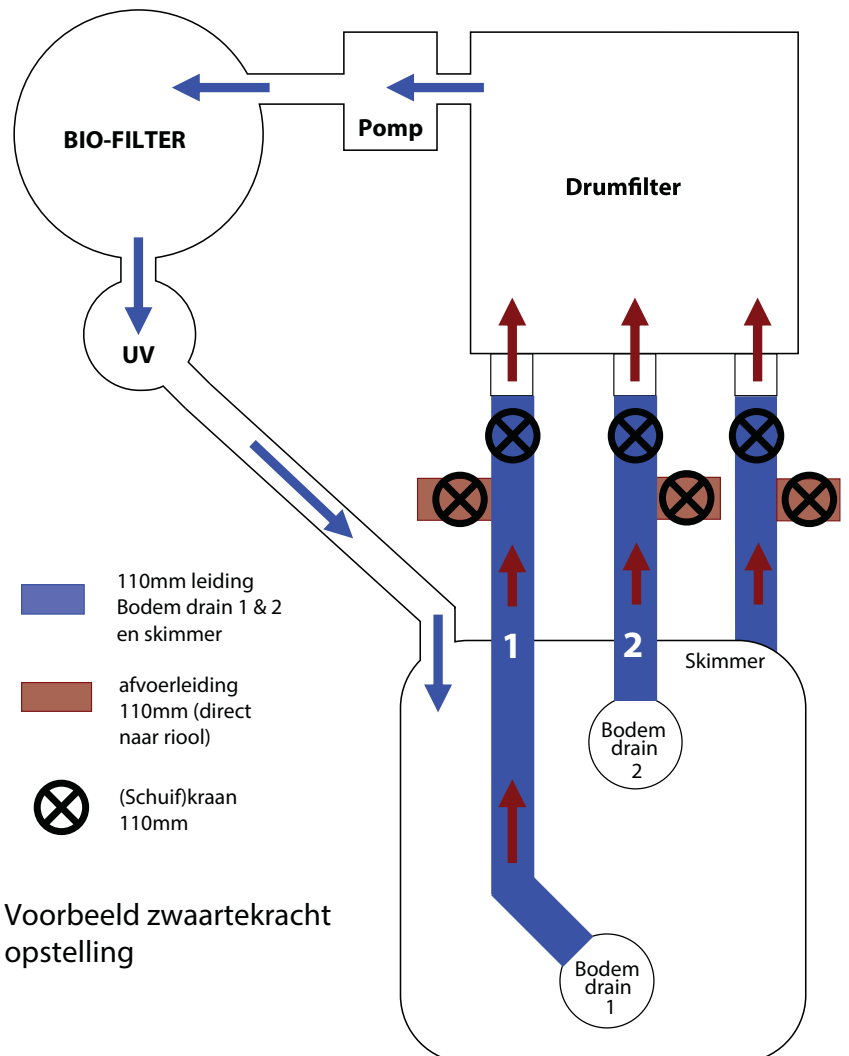 Pomp
BIO-FILTER
Drumfilter
UV
110mm leiding
Bodem drain 1 & 2
en skimmer
afvoerleiding
110mm (direct
naar riool)
(Schuif)kraan
110mm
1
2
Skimmer
Bodem
drain
2
Bodem
drain
1
Voorbeeld zwaartekracht
opstelling